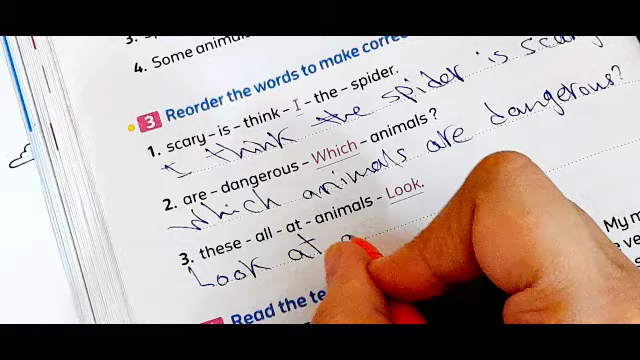 4. Some animals
3 Reorder the words to make correc
1. scary – is – think – I – the – spider.
I think the spider is scary
2. are – dangerous – Which – animals?
Which animals are dangerous?
3. these – all – at – animals – Look.
Look at a
Read the te
My m